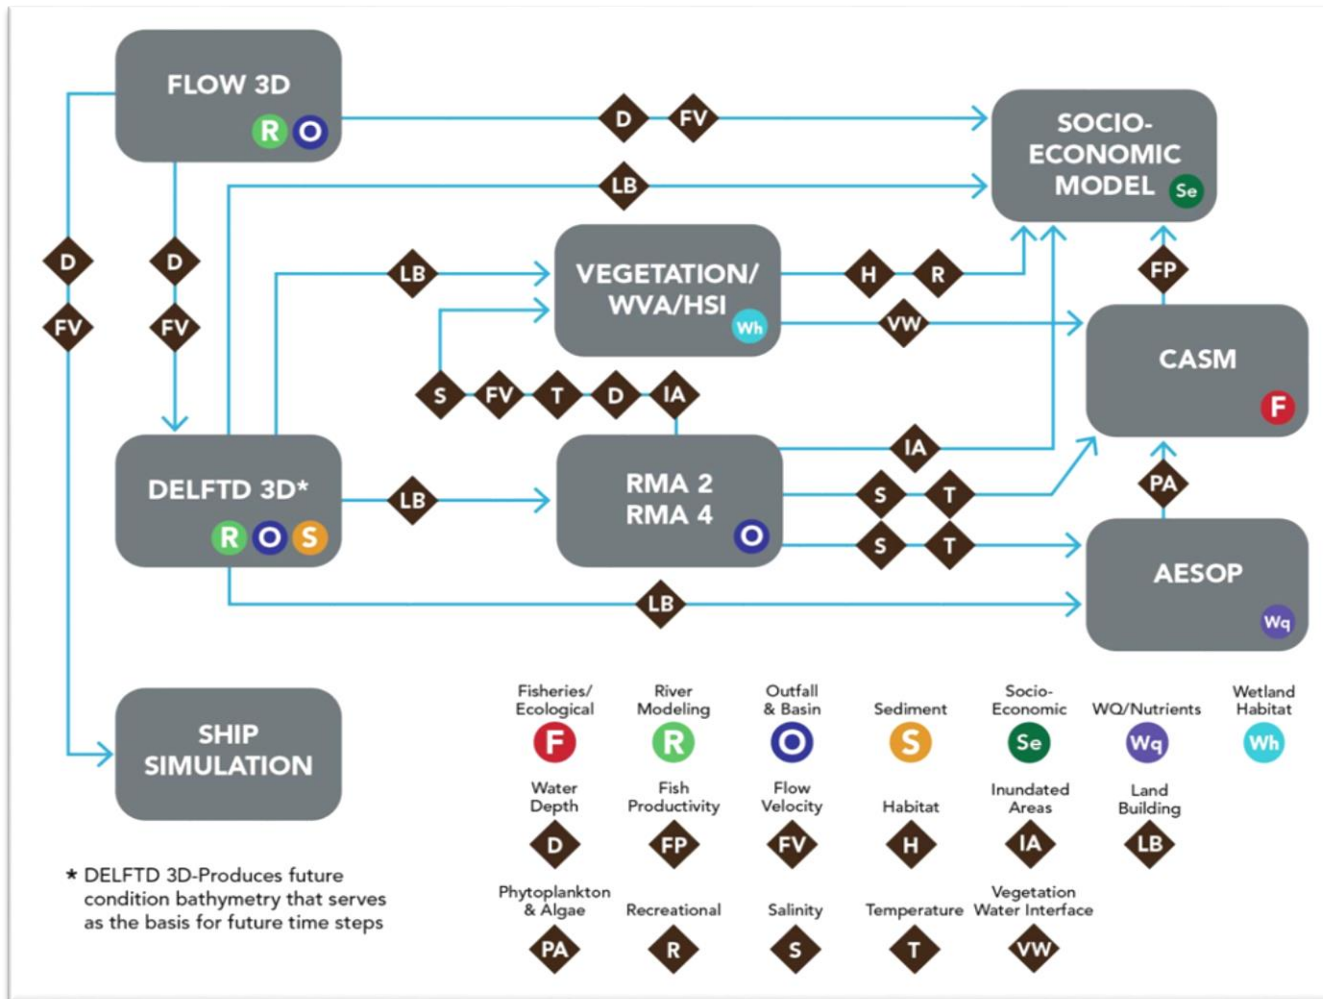 FLOW 3D
R O
D FV
SOCIO-
ECONOMIC
MODEL Se
LB
D
FV
D
FV
LB
VEGETATION/
WVA/HSI
Wh
H R
FP
VW
CASM
F
S FV T D IA
DELFTD 3D*
R O S
LB
RMA 2
RMA 4
O
IA
S T
S T
PA
AESOP
Wq
LB
SHIP
SIMULATION
* DELFTD 3D-Produces future
condition bathymetry that serves
as the basis for future time steps
Fisheries/
Ecological
F
River
Modeling
R
Outfall
& Basin
O
Sediment
S
Socio-
Economic
Se
WQ/Nutrients
Wq
Wetland
Habitat
Wh
Water
Depth
D
Fish
Productivity
FP
Flow
Velocity
FV
Habitat
H
Inundated
Areas
IA
Land
Building
LB
Phytoplankton
& Algae
PA
Recreational
R
Salinity
S
Temperature
T
Vegetation
Water Interface
VW